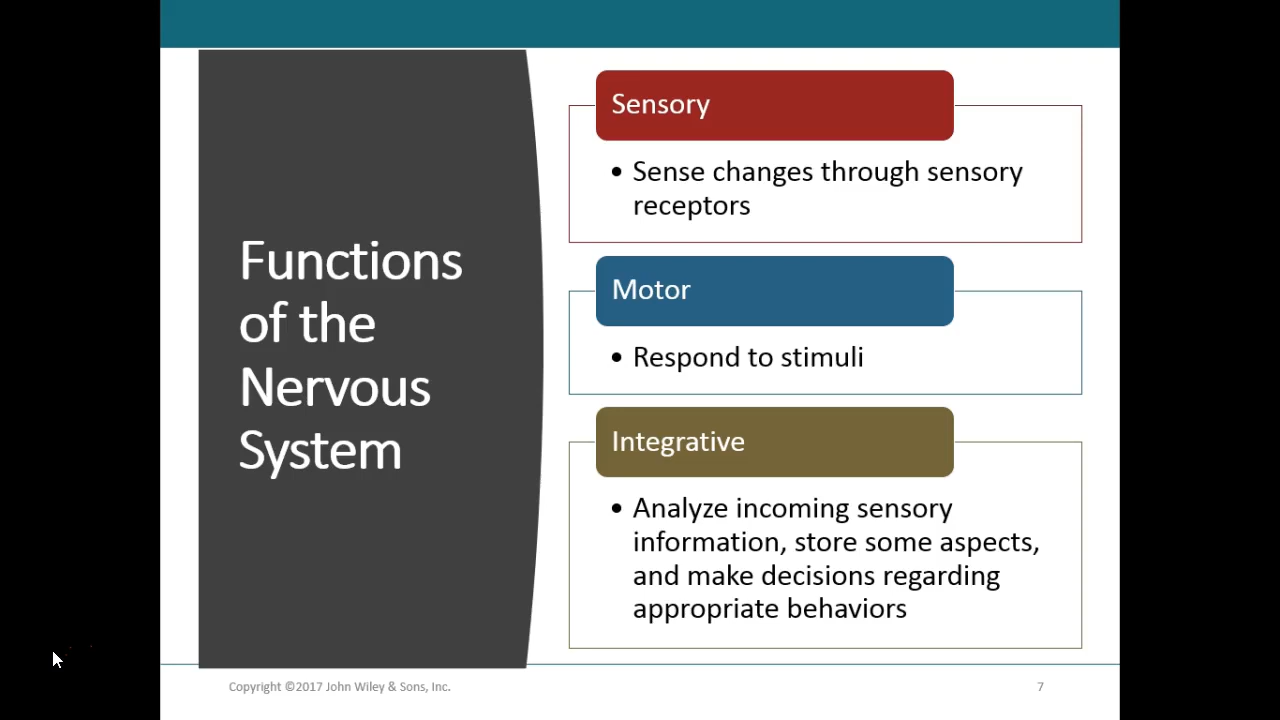 Functions
of the
Nervous
System
Sensory
• Sense changes through sensory
receptors
Motor
• Respond to stimuli
Integrative
• Analyze incoming sensory
information, store some aspects,
and make decisions regarding
appropriate behaviors
Copyright ©2017 John Wiley & Sons, Inc.
7